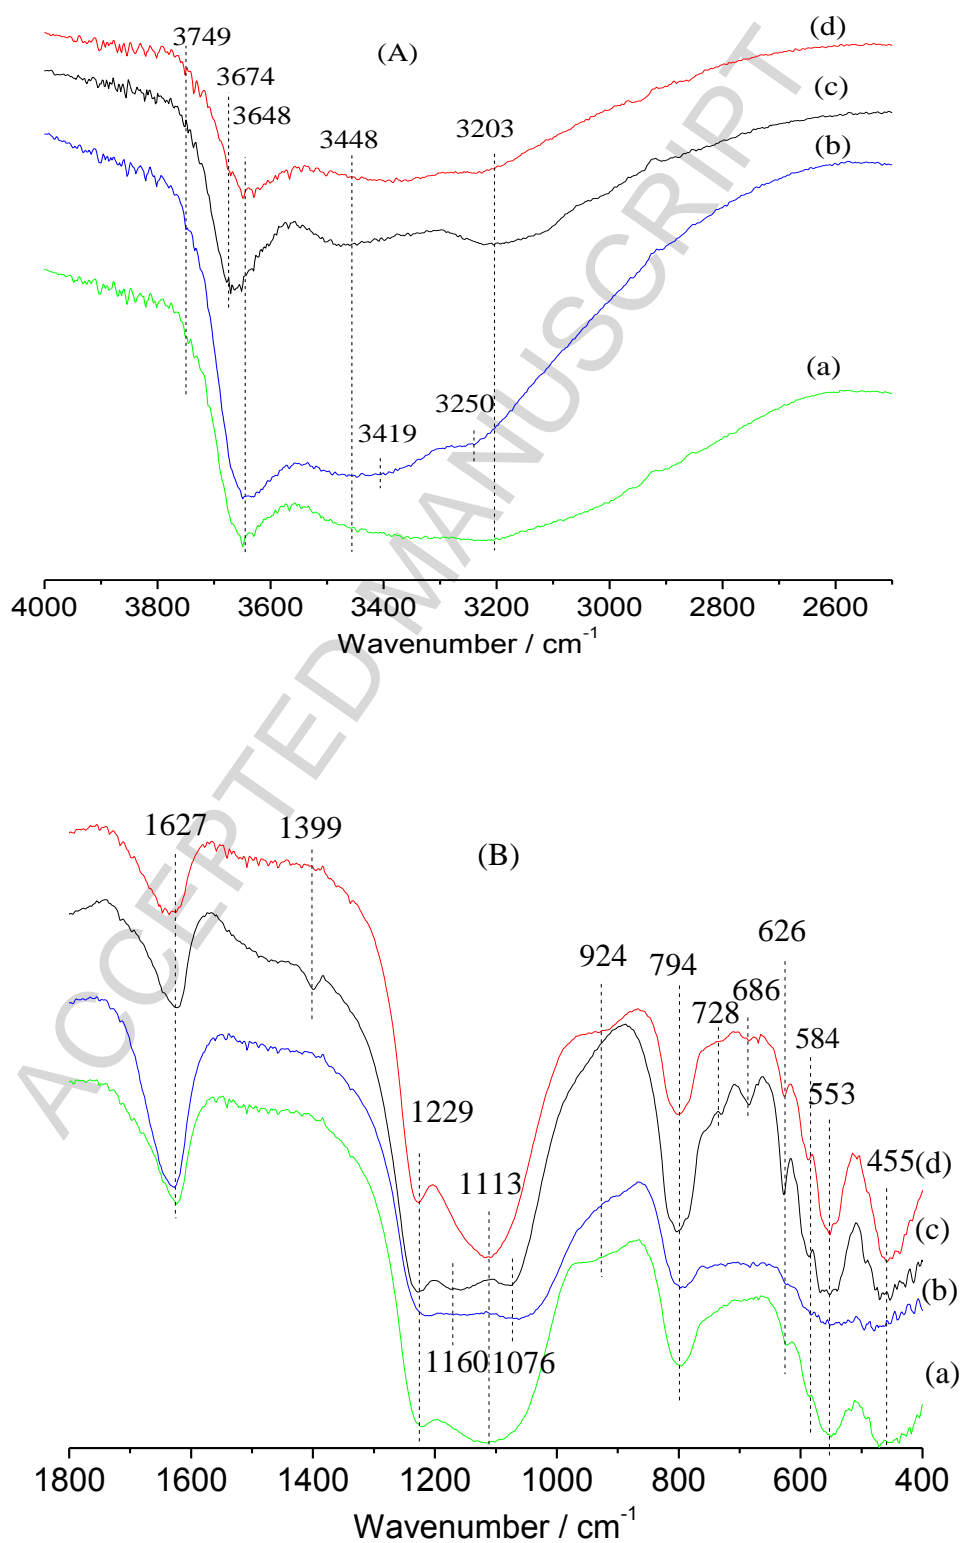 3749
(A)
(d)
3674
3648
(c)
3448
3203
(b)
(a)
3250
3419
4000 3800 3600 3400 3200 3000 2800 2600
Wavenumber / cm-1
ACCEPTED MANUSCRIPT
1627
1399
(B)
626
924
794
686
728
584
553
1229
455
(d)
1113
(c)
(b)
1160
1076
(a)
1800 1600 1400 1200 1000 800 600 400
Wavenumber / cm-1